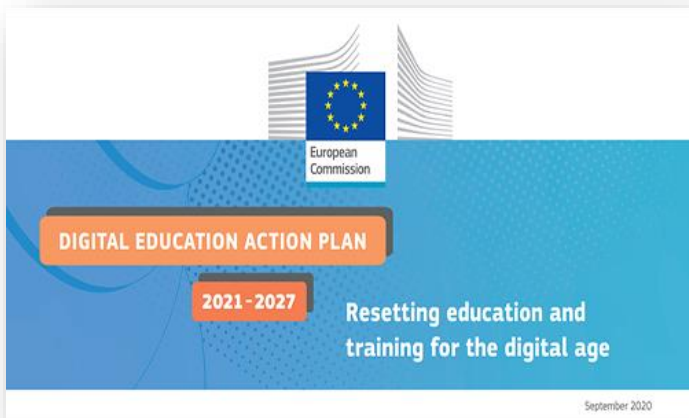 European
Commission
DIGITAL EDUCATION ACTION PLAN
2021-2027
Resetting education and
training for the digital age
September 2020